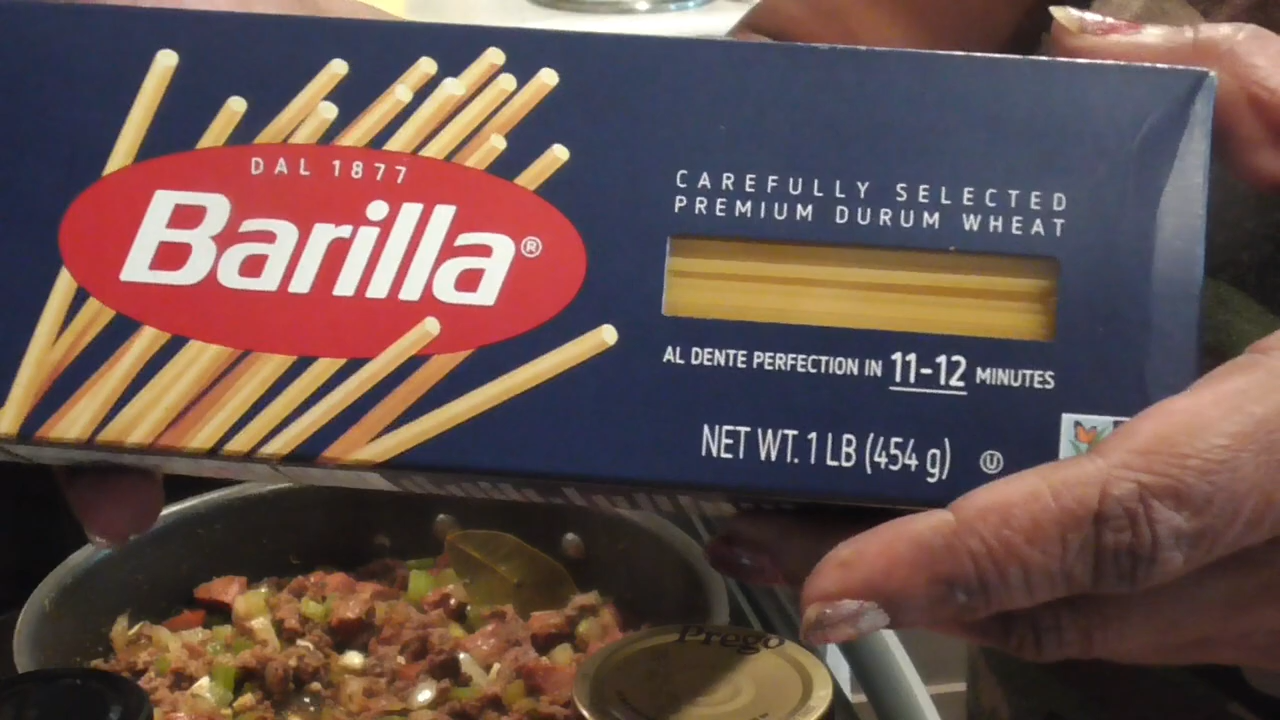 DAL 1877
Barilla®
CAREFULLY SELECTED
PREMIUM DURUM WHEAT
AL DENTE PERFECTION IN 11-12 MINUTES
NET WT. 1 LB (454 g) Ⓤ
Prego